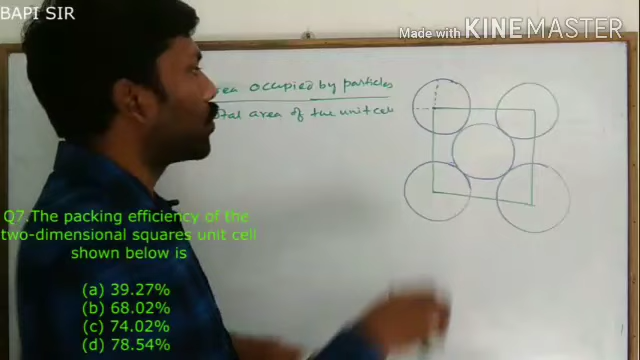 BAPI SIR
Made with KINEMASTER
occupied by particles
area of the unit cell
Q7.The packing efficiency of the
two-dimensional squares unit cell
shown below is
(a) 39.27%
(b) 68.02%
(c) 74.02%
(d) 78.54%